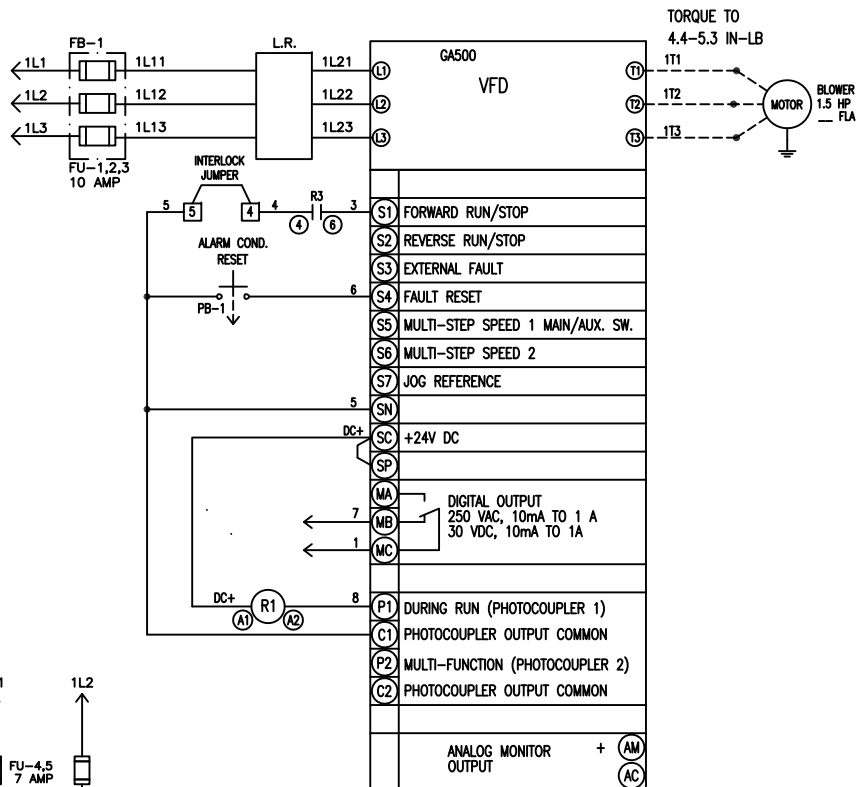 TORQUE TO
4.4-5.3 IN-LB
FB-1
L.R.
GA500
VFD
1L1 1L11 1L21 L1 T1 1T1
1L2 1L12 1L22 L2 T2 1T2
1L3 1L13 1L23 L3 T3 1T3
MOTOR
BLOWER
1.5 HP
__ FLA
FU-1,2,3
10 AMP
INTERLOCK
JUMPER
5 5 4 4 R3 3 S1 FORWARD RUN/STOP
4 6
S2 REVERSE RUN/STOP
ALARM COND.
RESET
S3 EXTERNAL FAULT
PB-1 6 S4 FAULT RESET
S5 MULTI-STEP SPEED 1 MAIN/AUX. SW.
S6 MULTI-STEP SPEED 2
S7 JOG REFERENCE
5 SN
DC+ SC +24V DC
SP
MA
DIGITAL OUTPUT
7 MB 250 VAC, 10mA TO 1 A
30 VDC, 10mA TO 1A
1 MC
DC+ A1 R1 A2 8 P1 DURING RUN (PHOTOCOUPLER 1)
C1 PHOTOCOUPLER OUTPUT COMMON
P2 MULTI-FUNCTION (PHOTOCOUPLER 2)
C2 PHOTOCOUPLER OUTPUT COMMON
1L2
FU-4,5
7 AMP
ANALOG MONITOR + AM
OUTPUT
AC